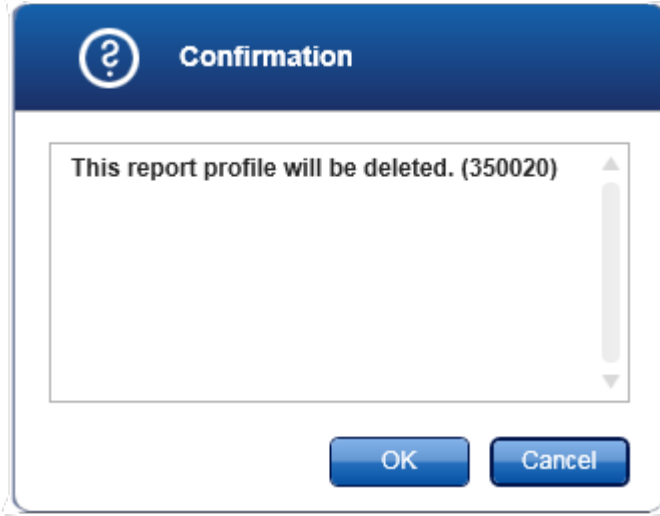 Confirmation
This report profile will be deleted. (350020)
OK
Cancel